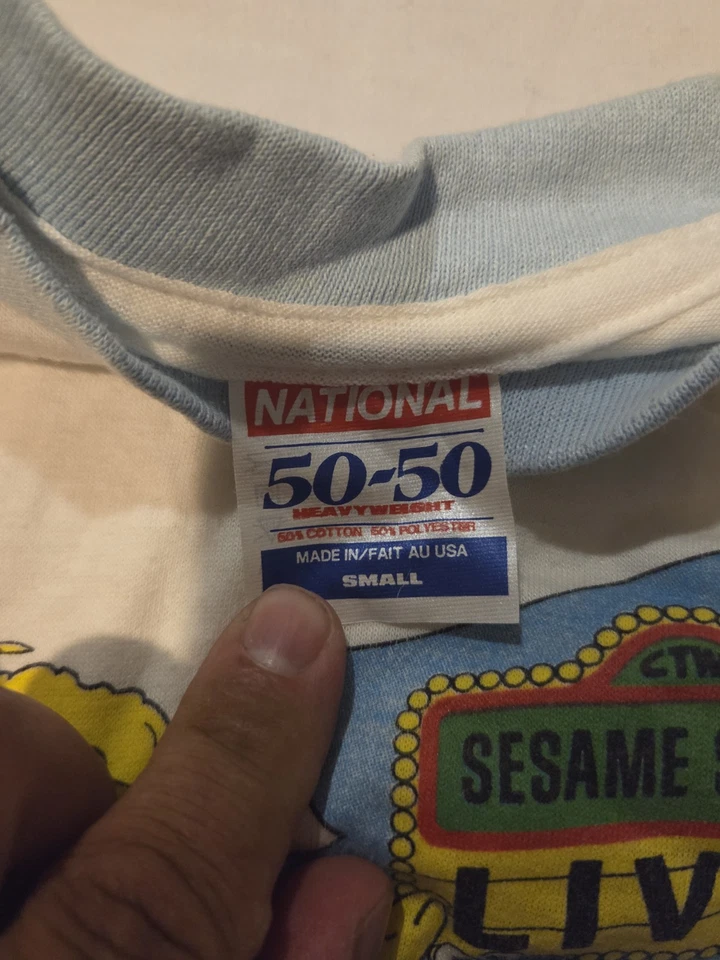 NATIONAL
50-50
HEAVYWEIGHT
50% COTTON 50% POLYESTER
MADE IN/FAIT AU USA
SMALL
CTW
SESAME
LIV